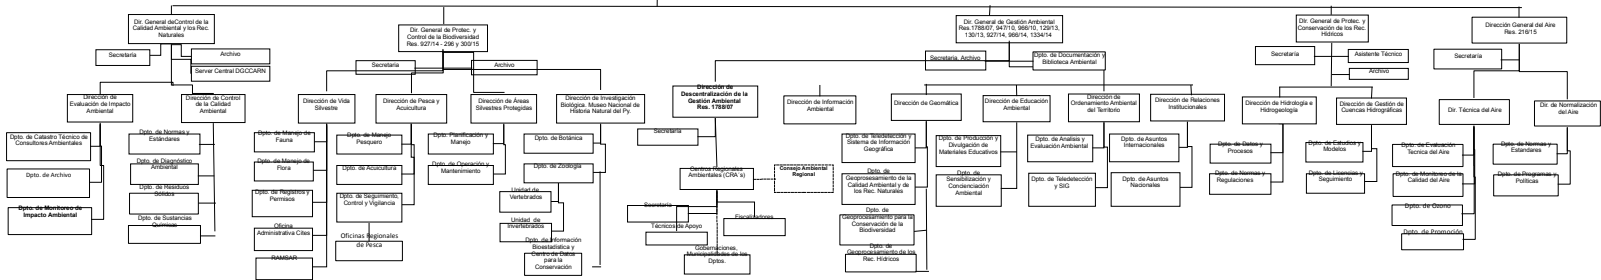 Dir. General deControl de la
Calidad Ambiental y los Rec.
Naturales
Secretaria
Archivo
Server Central DGCCARN
Dirección de
Evaluación de Impacto
Ambiental
Dirección de Control
de la Calidad
Ambiental
Dpto. de Catastro Técnico de
Consultores Ambientales
Dpto. de Archivo
Dpto. de Monitoreo de
Impacto Ambiental
Dpto. de Normas y
Estándares
Dpto. de Diagnóstico
Ambiental
Dpto. de Residuos
Sólidos
Dpto. de Sustancias
Químicas
Dir. General de Protec. y
Control de la Biodiversidad
Res. 927/14 - 296 y 300/15
Secretaria
Archivo
Dirección de Vida
Silvestre
Dirección de Pesca y
Acuicultura
Dirección de Áreas
Silvestres Protegidas
Dirección de Investigación
Biológica. Museo Nacional de
Historia Natural del Py.
Dpto. de Manejo de
Fauna
Dpto. de Manejo de
Flora
Dpto. de Registros y
Permisos
Oficina
Administrativa Cites
RAMSAR
Dpto. de Manejo
Pesquero
Dpto. de Acuicultura
Dpto. de Seguimiento,
Control y Vigilancia
Oficinas Regionales
de Pesca
Dpto. Planificación y
Manejo
Dpto. de Operación y
Mantenimiento
Dpto. de Botánica
Dpto. de Zoología
Unidad de
Vertebrados
Unidad de
Invertebrados
Dpto. de Información
Bioestadística y
Centro de Datos
para la
Conservación
Dir. General de Gestión Ambiental
Res.1788/07, 947/10, 966/10, 129/13,
130/13, 927/14, 966/14, 1334/14
Secretaria, Archivo
Dpto. de Documentación y
Biblioteca Ambiental
Dirección de
Descentralización de la
Gestión Ambiental
Res. 1788/07
Secretaria
Centros Regionales
Ambientales (CRA´s)
Consejo Ambiental
Regional
Secretaría
Técnicos de Apoyo
Fiscalizadores
Gobernaciones,
Municipalidades de los
Dptos.
Dirección de Información
Ambiental
Dirección de Geomática
Dirección de Educación
Ambiental
Dirección de
Ordenamiento Ambiental
del Territorio
Dirección de Relaciones
Institucionales
Dpto. de Teledetección y
Sistema de Información
Geográfica
Dpto. de
Geoprocesamiento de la
Calidad Ambiental y de
los Rec. Naturales
Dpto. de
Geoprocesamiento para la
Conservación de la
Biodiversidad
Dpto. de
Geoprocesamiento de los
Rec. Hídricos
Dpto. de Producción y
Divulgación de
Materiales Educativos
Dpto. de
Sensibilización y
Concienciación
Ambiental
Dpto. de Analisis y
Evaluación Ambiental
Dpto. de Teledetección
y SIG
Dpto. de Asuntos
Internacionales
Dpto. de Asuntos
Nacionales
Dir. General de Protec. y
Conservación de los Rec.
Hídricos
Secretaría
Asistente Técnico
Archivo
Dirección de Hidrología e
Hidrogeología
Dirección de Gestión de
Cuencas Hidrográficas
Dpto. de Datos y
Procesos
Dpto. de Normas y
Regulaciones
Dpto. de Estudios y
Modelos
Dpto. de Licencias y
Seguimiento
Dirección General del Aire
Res. 216/15
Secretaría
Dir. Técnica del Aire
Dir. de Normalización
del Aire
Dpto. de Evaluación
Tecnica del Aire
Dpto. de Monitoreo de la
Calidad del Aire
Dpto. de Ozono
Dpto. de Promoción
Dpto. de Normas y
Estandares
Dpto. de Programas y
Políticas